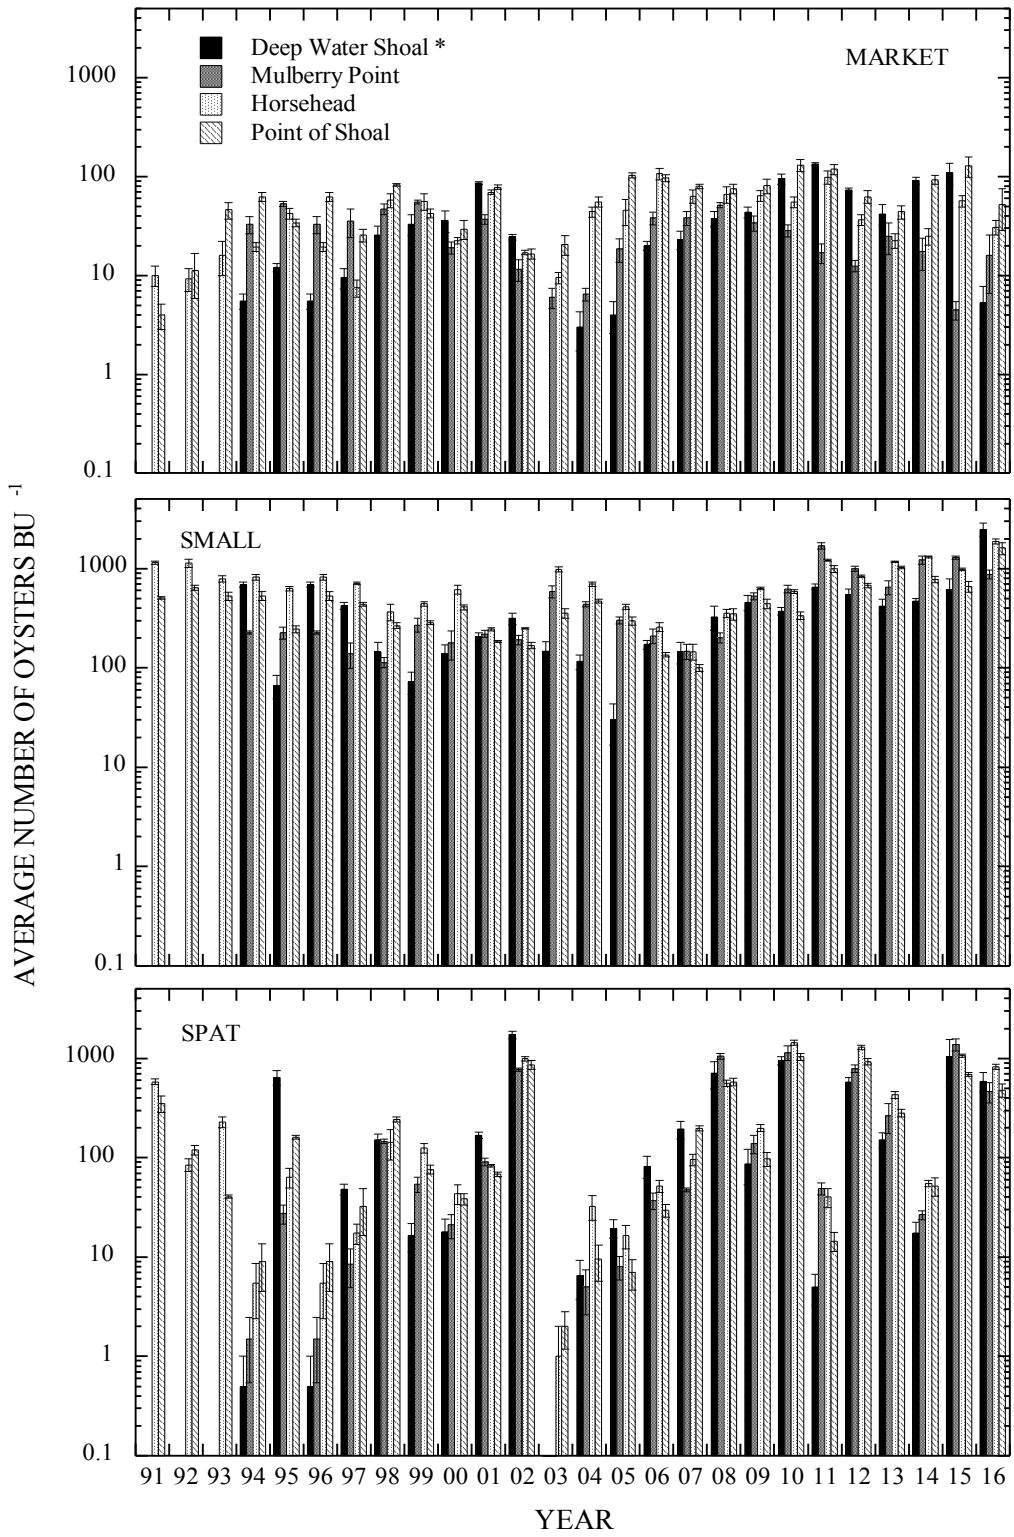 Deep Water Shoal *
Mulberry Point
Horsehead
Point of Shoal
MARKET
1000
100
10
1
0.1
SMALL
1000
100
10
1
0.1
SPAT
1000
100
10
1
0.1
AVERAGE NUMBER OF OYSTERS BU -1
91 92 93 94 95 96 97 98 99 00 01 02 03 04 05 06 07 08 09 10 11 12 13 14 15 16
YEAR